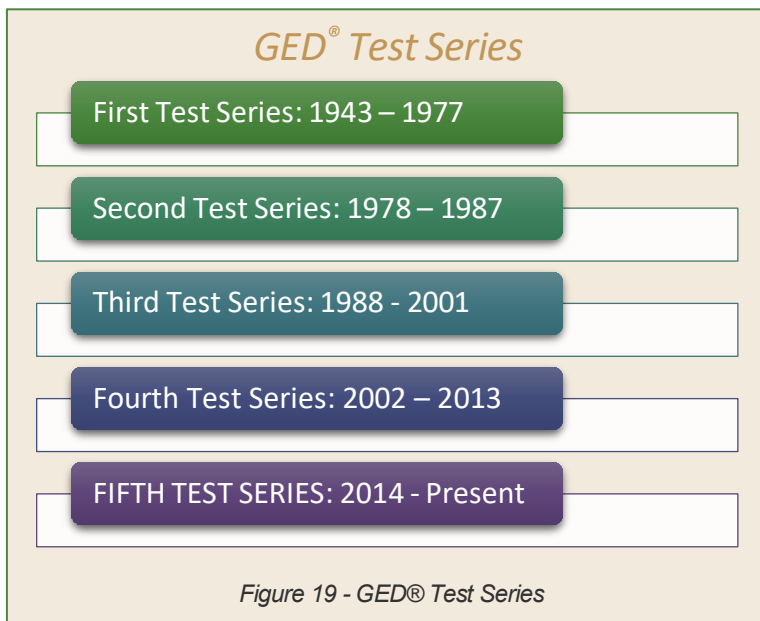 GED® Test Series
First Test Series: 1943 – 1977
Second Test Series: 1978 – 1987
Third Test Series: 1988 - 2001
Fourth Test Series: 2002 – 2013
FIFTH TEST SERIES: 2014 - Present
Figure 19 - GED® Test Series